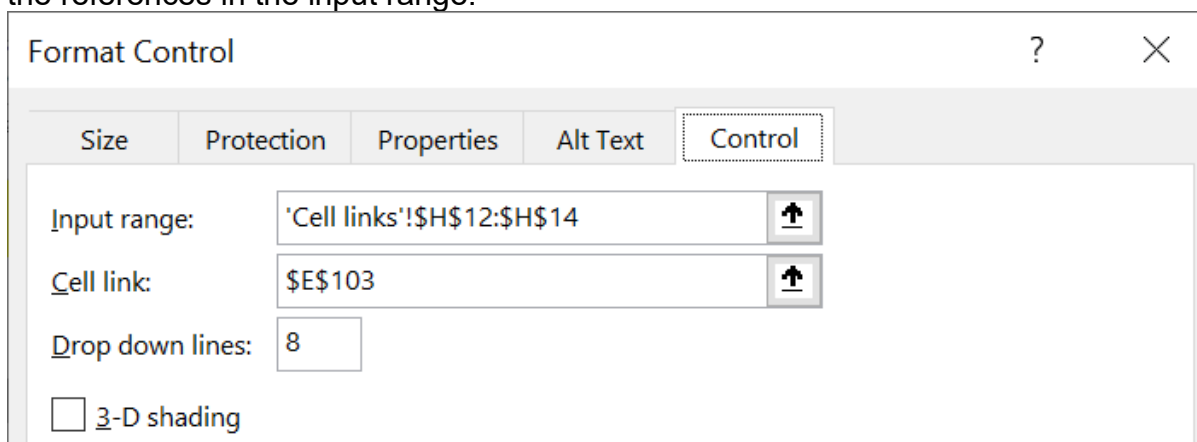 the references in the input range.
Format Control ?
Size Protection Properties Alt Text Control
Input range: 'Cell links'!$H$12:$H$14
Cell link: $E$103
Drop down lines: 8
3-D shading